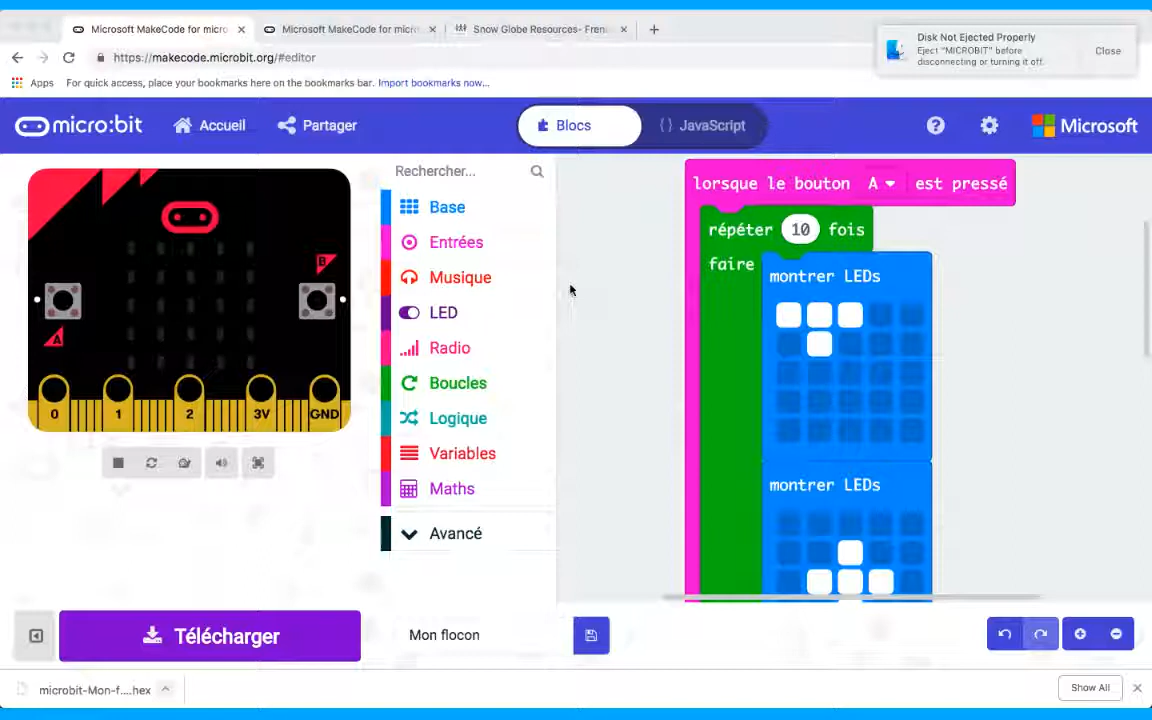 Microsoft MakeCode for micro
Microsoft MakeCode for micro
Snow Globe Resources- Fren
https://makecode.microbit.org/#editor
Disk Not Ejected Properly
Eject "MICROBIT" before
disconnecting or turning it off.
Close
Apps
For quick access, place your bookmarks here on the bookmarks bar. Import bookmarks now...
micro:bit
Accueil
Partager
Blocs
{} JavaScript
Microsoft
Rechercher...
Base
Entrées
Musique
LED
Radio
Boucles
Logique
Variables
Maths
Avancé
A
B
0 1 2 3V GND
lorsque le bouton A est pressé
répéter 10 fois
faire
montrer LEDs
montrer LEDs
Télécharger
Mon flocon
microbit-Mon-f....hex
Show All